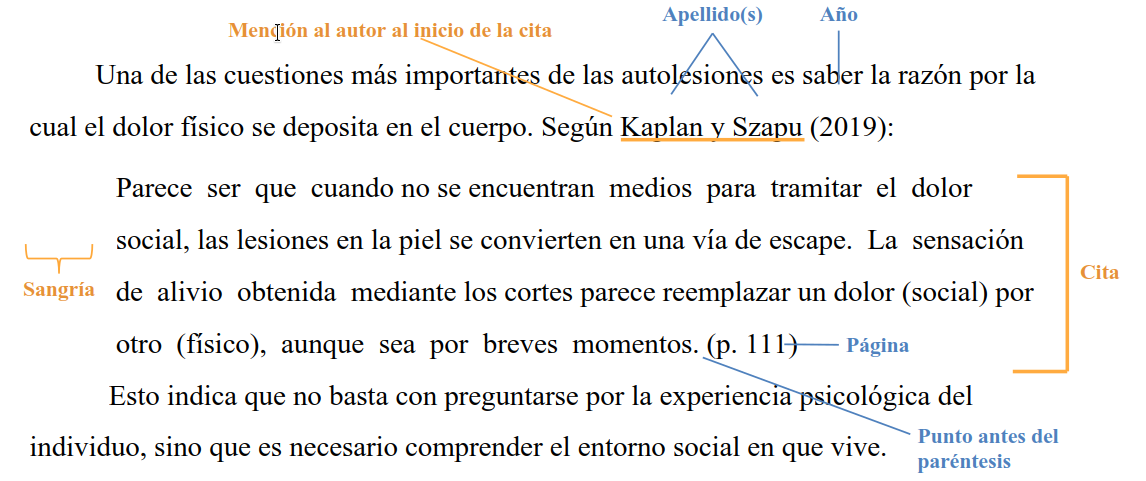 Apellido(s) Año
Mención al autor al inicio de la cita
Una de las cuestiones más importantes de las autolesiones es saber la razón por la
cual el dolor físico se deposita en el cuerpo. Según Kaplan y Szapu (2019):
Parece ser que cuando no se encuentran medios para tramitar el dolor
social, las lesiones en la piel se convierten en una vía de escape. La sensación
Cita
Sangría
de alivio obtenida mediante los cortes parece reemplazar un dolor (social) por
otro (físico), aunque sea por breves momentos. (p. 111) Página
Esto indica que no basta con preguntarse por la experiencia psicológica del
individuo, sino que es necesario comprender el entorno social en que vive.
Punto antes del
paréntesis